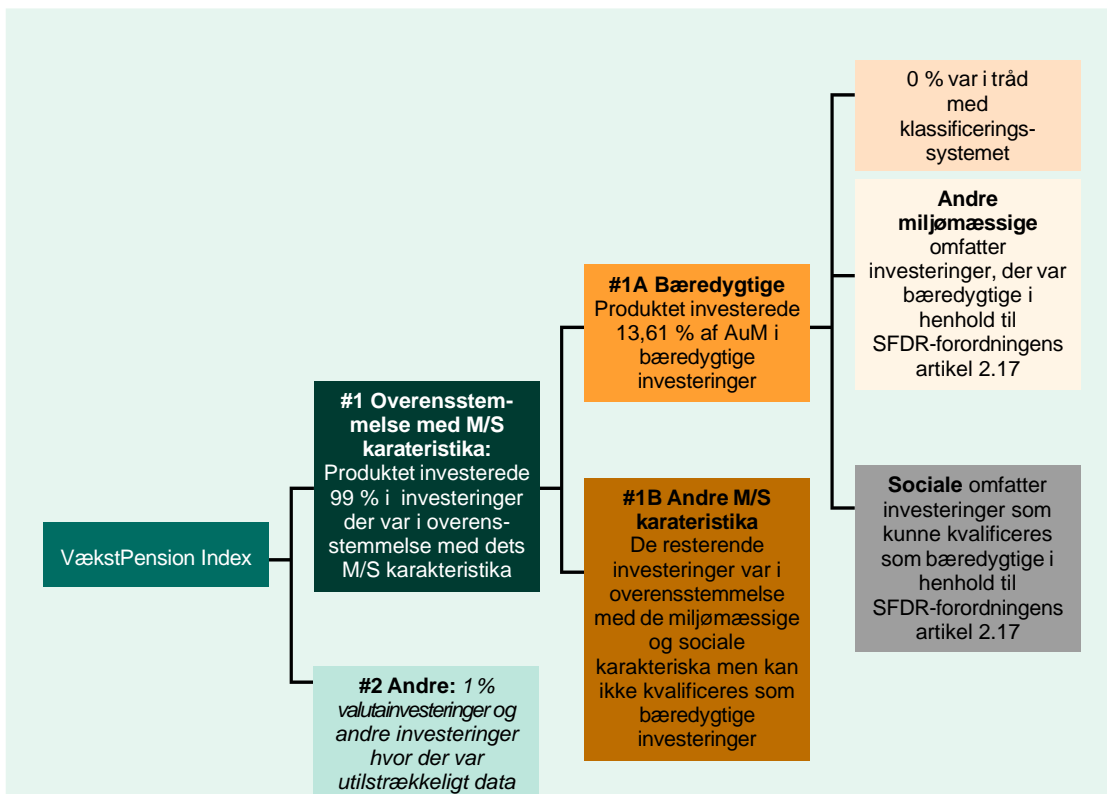 VækstPension Index
#1 Overensstem-
melse med M/S
karateristika:
Produktet investerede
99 % i investeringer
der var i overens-
stemmelse med dets
M/S karakteristika
#2 Andre: 1 %
valutainvesteringer og
andre investeringer
hvor der var
utilstrækkeligt data
#1A Bæredygtige
Produktet investerede
13,61 % af AuM i
bæredygtige
investeringer
#1B Andre M/S
karateristika
De resterende
investeringer var i
overensstemmelse
med de miljømæssige
og sociale
karakteriska men kan
ikke kvalificeres som
bæredygtige
investeringer
0 % var i tråd
med
klassificerings-
systemet
Andre
miljømæssige
omfatter
investeringer, der var
bæredygtige i
henhold til
SFDR-forordningens
artikel 2.17
Sociale omfatter
investeringer som
kunne kvalificeres
som bæredygtige i
henhold til
SFDR-forordningens
artikel 2.17